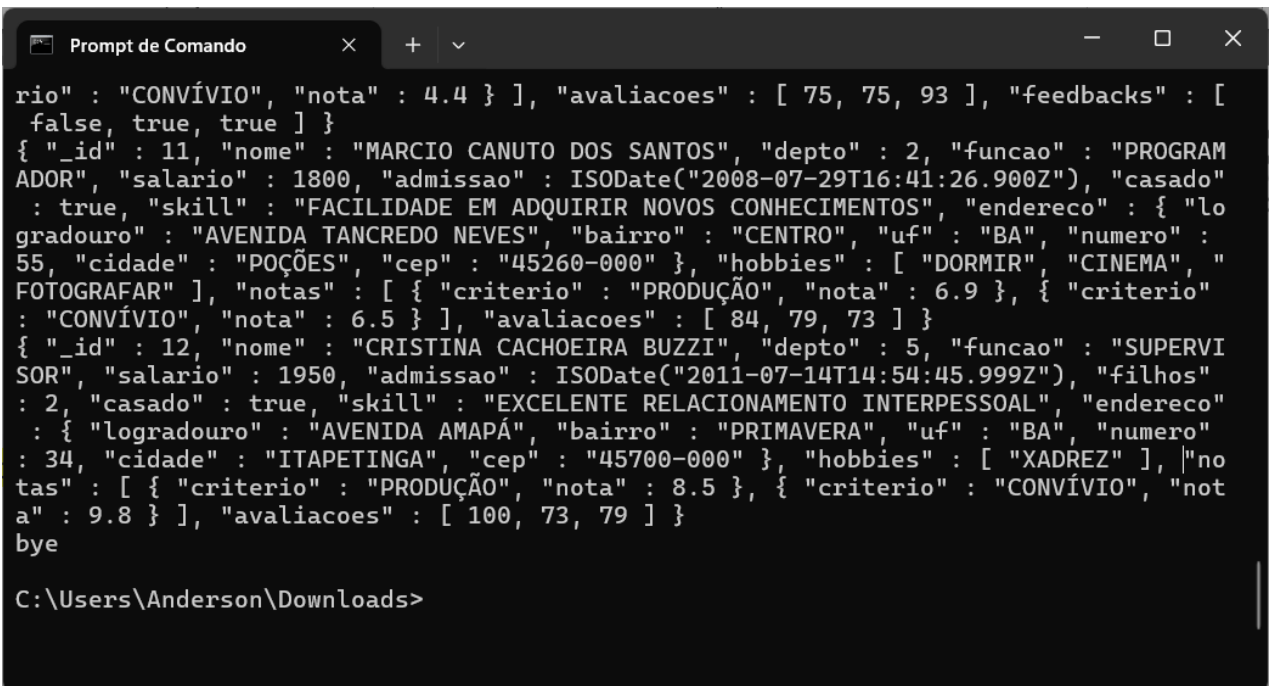 Prompt de Comando
rio" : "CONVÍVIO", "nota" : 4.4 } ], "avaliacoes" : [ 75, 75, 93 ], "feedbacks" : [
 false, true, true ] }
{ "_id" : 11, "nome" : "MARCIO CANUTO DOS SANTOS", "depto" : 2, "funcao" : "PROGRAM
ADOR", "salario" : 1800, "admissao" : ISODate("2008-07-29T16:41:26.900Z"), "casado"
 : true, "skill" : "FACILIDADE EM ADQUIRIR NOVOS CONHECIMENTOS", "endereco" : { "lo
gradouro" : "AVENIDA TANCREDO NEVES", "bairro" : "CENTRO", "uf" : "BA", "numero" :
55, "cidade" : "POÇÕES", "cep" : "45260-000" }, "hobbies" : [ "DORMIR", "CINEMA", "
FOTOGRAFAR" ], "notas" : [ { "criterio" : "PRODUÇÃO", "nota" : 6.9 }, { "criterio"
: "CONVÍVIO", "nota" : 6.5 } ], "avaliacoes" : [ 84, 79, 73 ] }
{ "_id" : 12, "nome" : "CRISTINA CACHOEIRA BUZZI", "depto" : 5, "funcao" : "SUPERVI
SOR", "salario" : 1950, "admissao" : ISODate("2011-07-14T14:54:45.999Z"), "filhos"
: 2, "casado" : true, "skill" : "EXCELENTE RELACIONAMENTO INTERPESSOAL", "endereco"
 : { "logradouro" : "AVENIDA AMAPÁ", "bairro" : "PRIMAVERA", "uf" : "BA", "numero"
: 34, "cidade" : "ITAPETINGA", "cep" : "45700-000" }, "hobbies" : [ "XADREZ" ], "no
tas" : [ { "criterio" : "PRODUÇÃO", "nota" : 8.5 }, { "criterio" : "CONVÍVIO", "not
a" : 9.8 } ], "avaliacoes" : [ 100, 73, 79 ] }
bye
C:\Users\Anderson\Downloads>